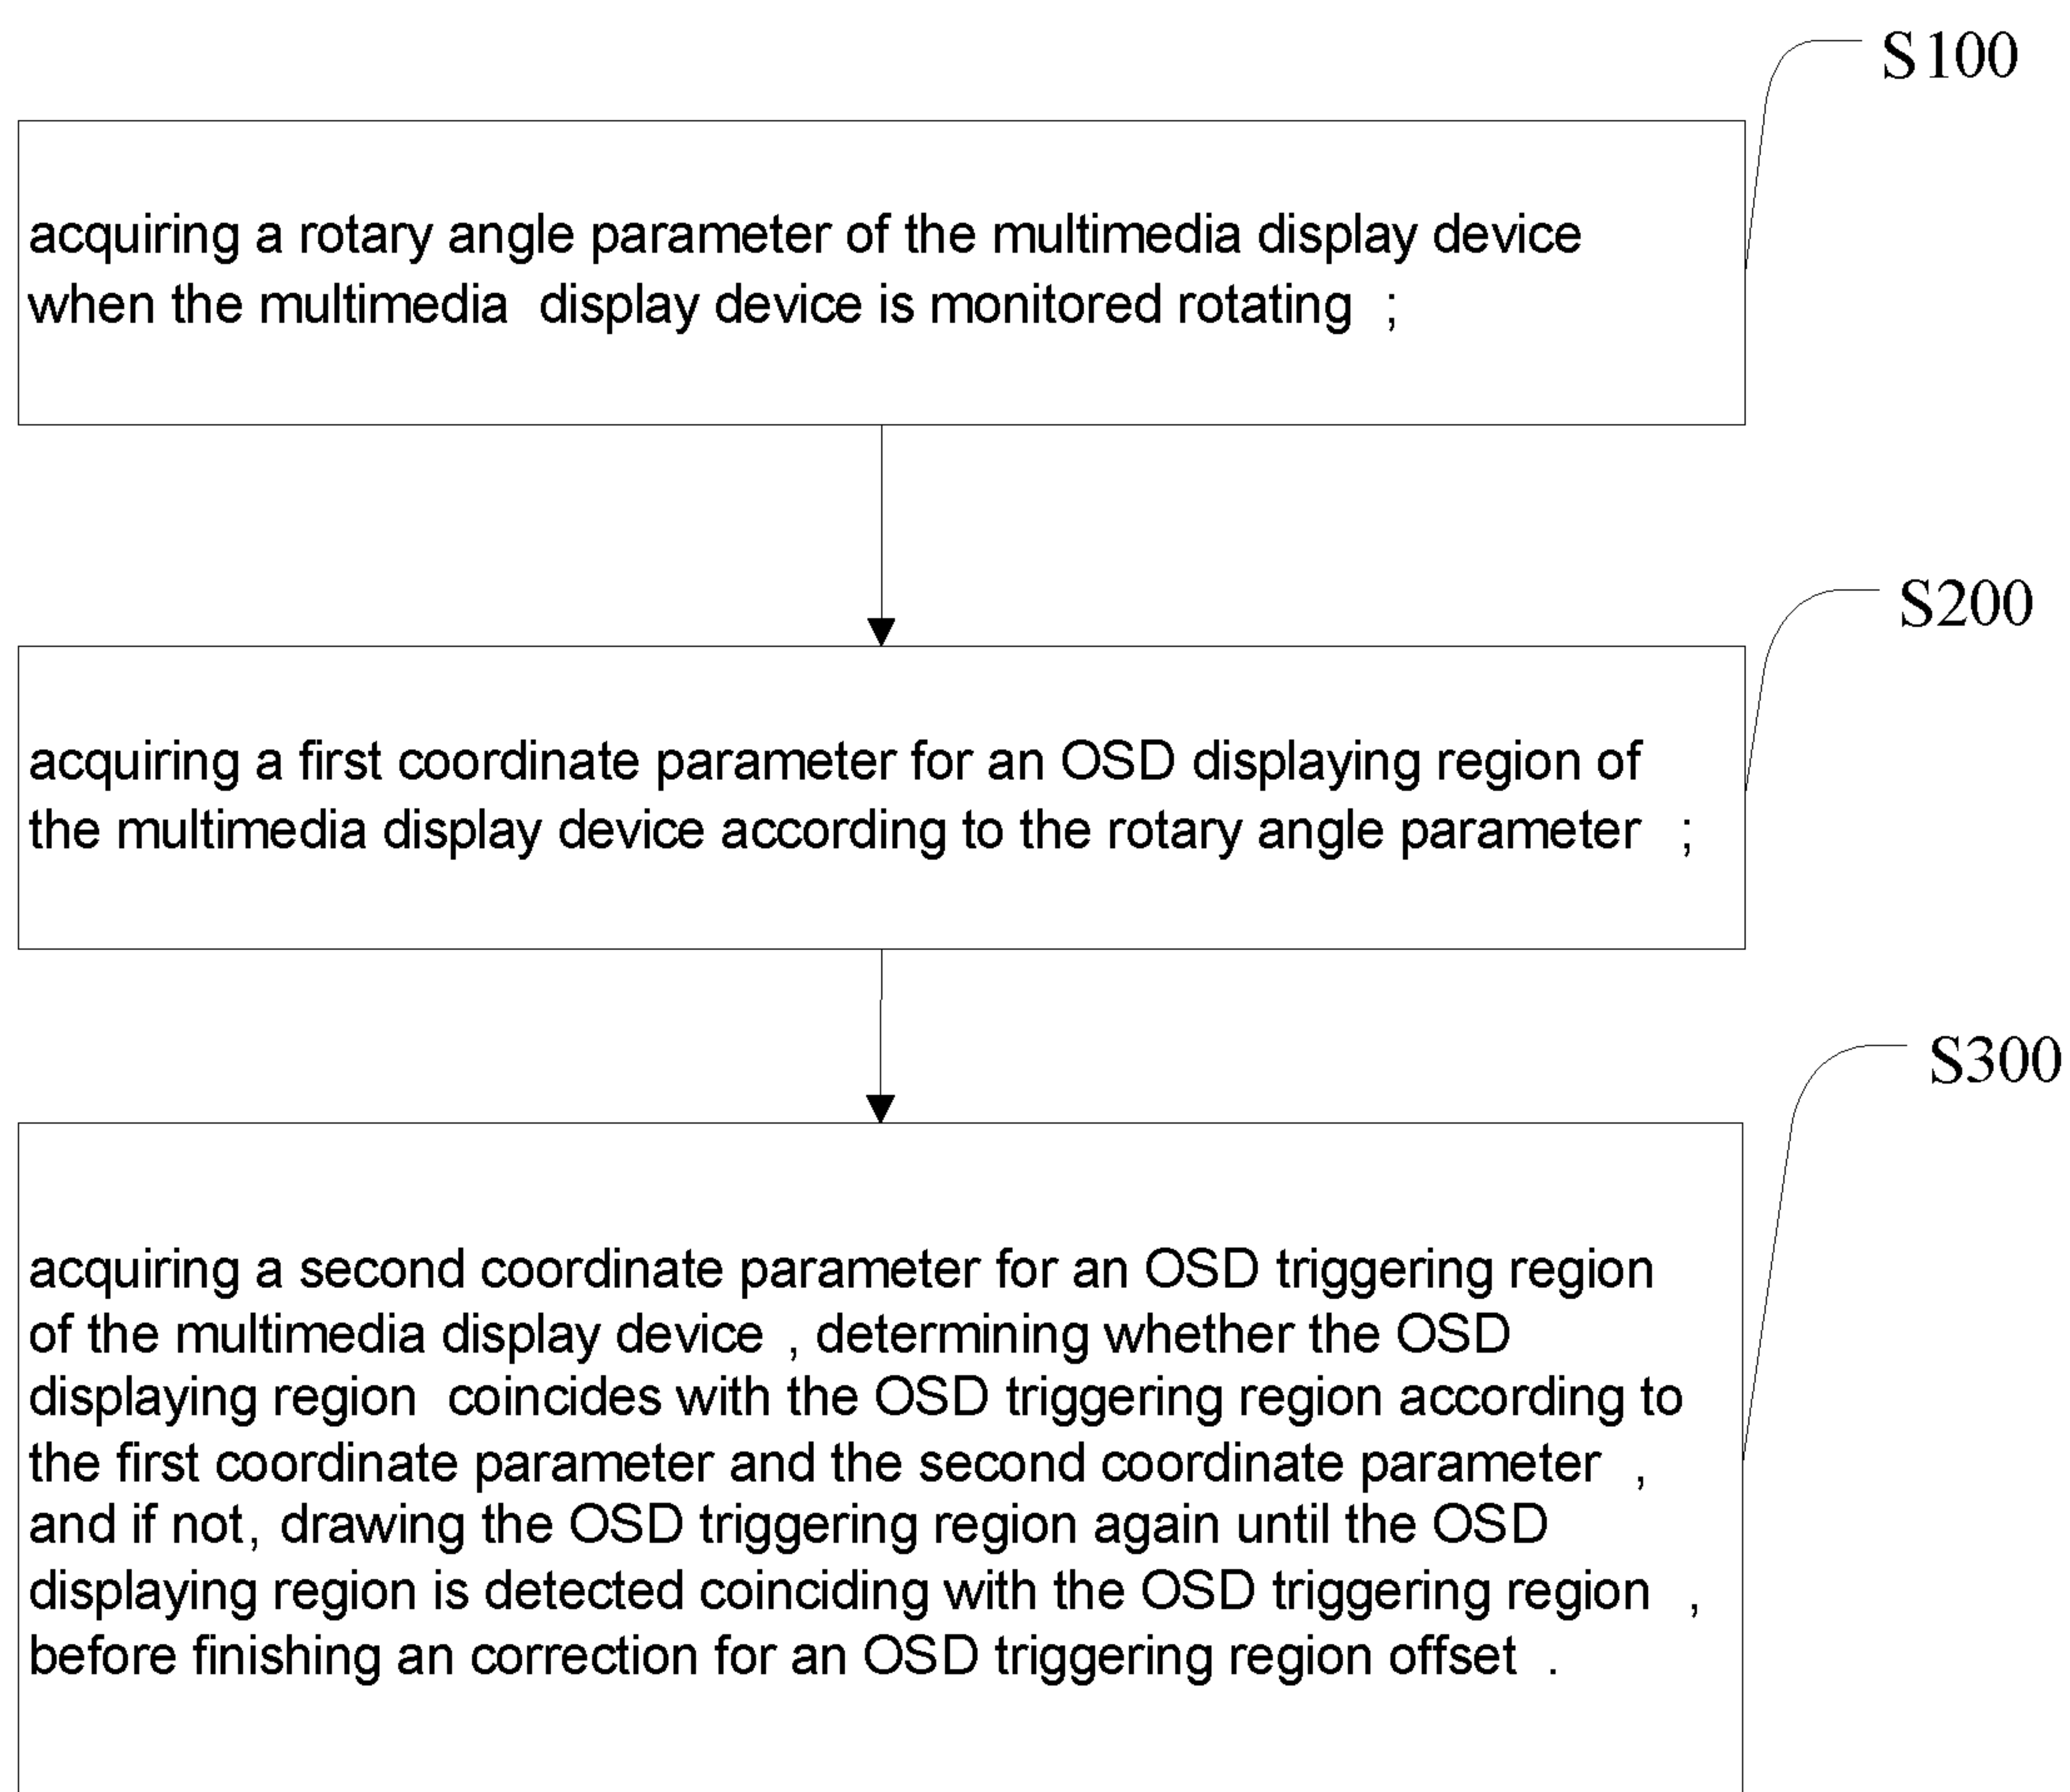 S100
acquiring a rotary angle parameter of the multimedia display device
when the multimedia display device is monitored rotating ;
S200
acquiring a first coordinate parameter for an OSD displaying region of
the multimedia display device according to the rotary angle parameter ;
S300
acquiring a second coordinate parameter for an OSD triggering region
of the multimedia display device , determining whether the OSD
displaying region coincides with the OSD triggering region according to
the first coordinate parameter and the second coordinate parameter ,
and if not, drawing the OSD triggering region again until the OSD
displaying region is detected coinciding with the OSD triggering region ,
before finishing an correction for an OSD triggering region offset .